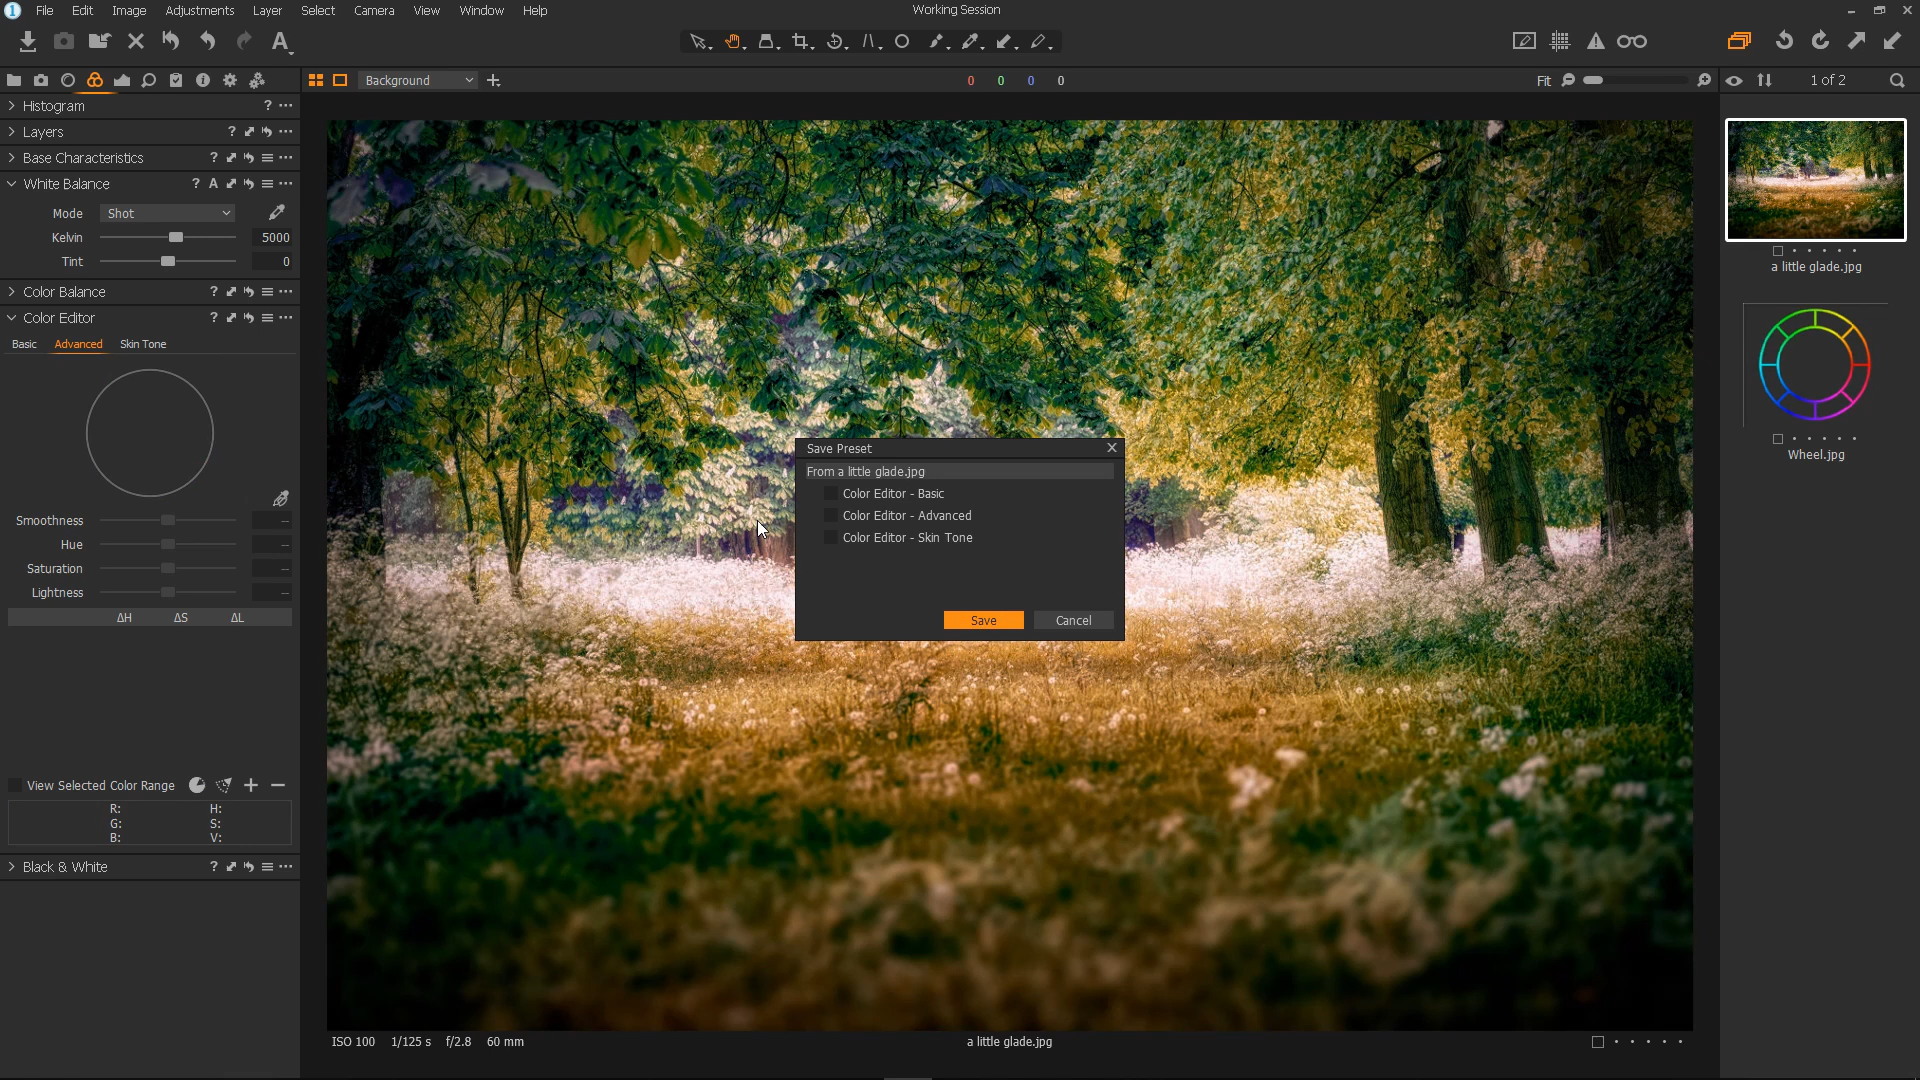 File Edit Image Adjustments Layer Select Camera View Window Help
Working Session
Background
0 0 0 0
Fit
1 of 2
Histogram ? ...
Layers ? ...
Base Characteristics ? ...
White Balance ? A ...
Mode Shot
Kelvin 5000
Tint 0
Color Balance ? ...
Color Editor ? ...
Basic Advanced Skin Tone
Smoothness --
Hue --
Saturation --
Lightness --
ΔH ΔS ΔL
View Selected Color Range
R: H:
G: S:
B: V:
Black & White ? ...
Save Preset
From a little glade.jpg
Color Editor - Basic
Color Editor - Advanced
Color Editor - Skin Tone
Save Cancel
ISO 100 1/125 s f/2.8 60 mm
a little glade.jpg
a little glade.jpg
Wheel.jpg